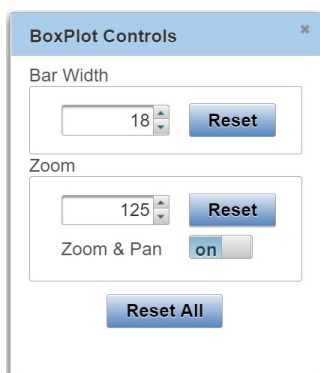 BoxPlot Controls
Bar Width
18 Reset
Zoom
125 Reset
Zoom & Pan on
Reset All